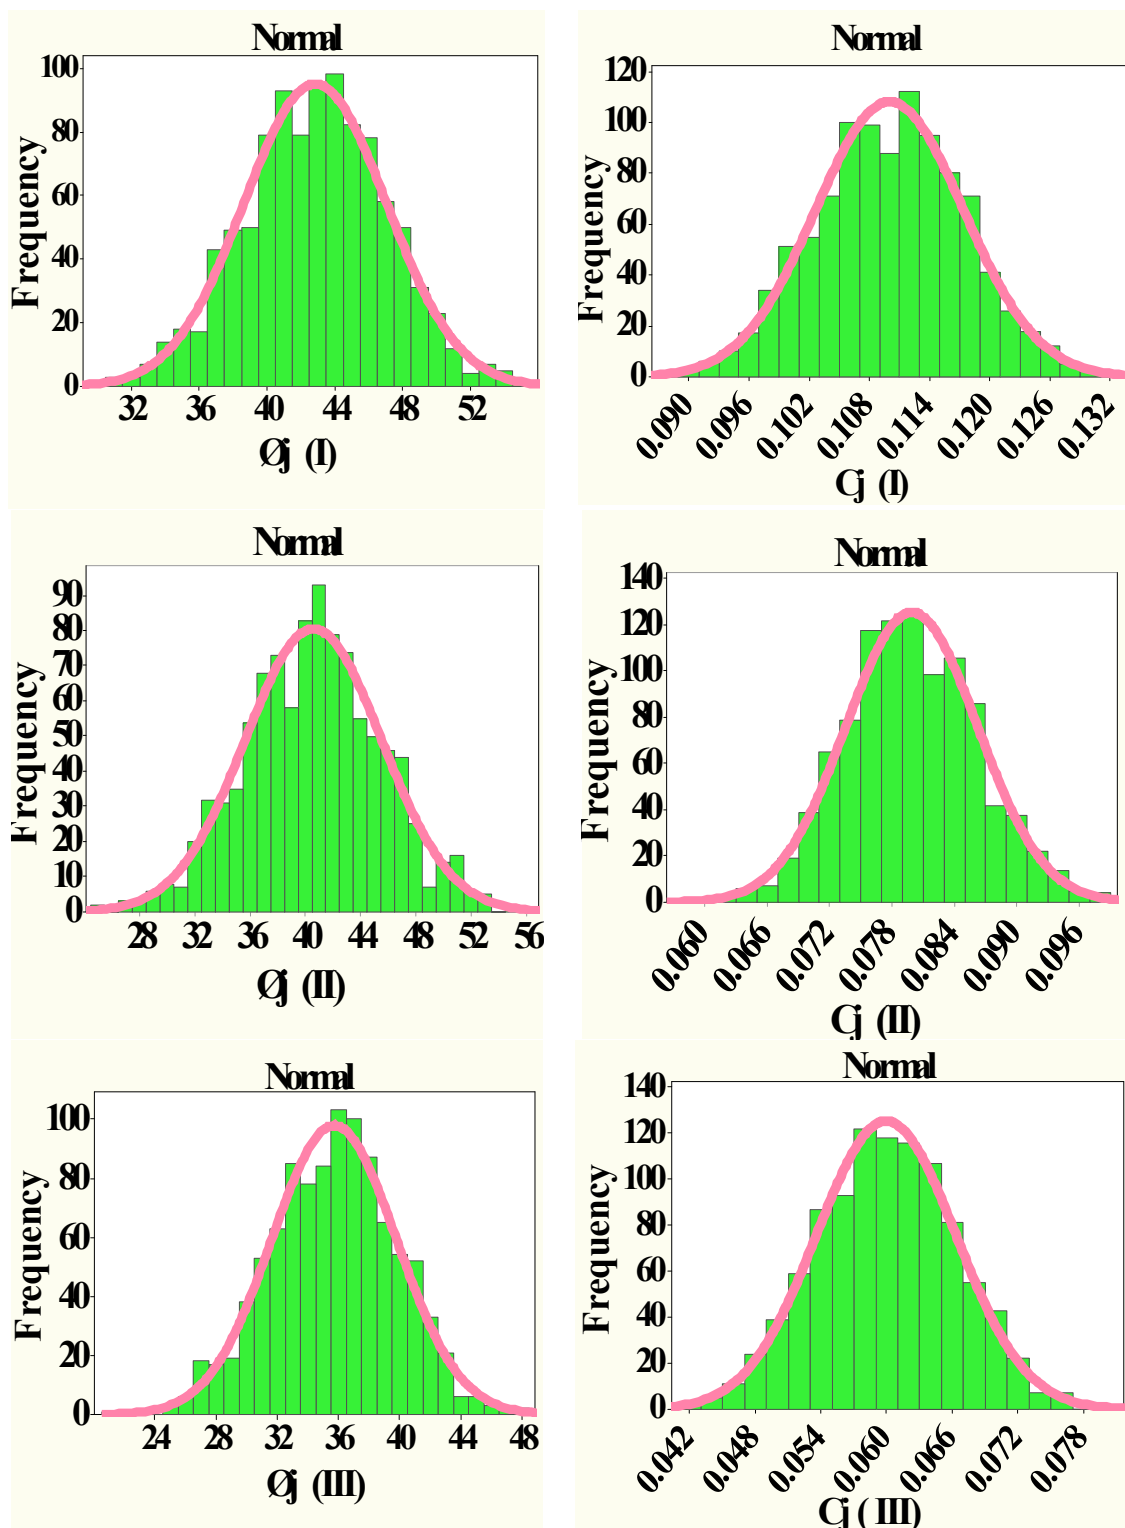 Normal
Frequency
100
80
60
40
20
0
32 36 40 44 48 52
Øj (I)
Normal
Frequency
120
100
80
60
40
20
0
0.090 0.096 0.102 0.108 0.114 0.120 0.126 0.132
Cj (I)
Normal
Frequency
90
80
70
60
50
40
30
20
10
0
28 32 36 40 44 48 52 56
Øj (II)
Normal
Frequency
140
120
100
80
60
40
20
0
0.060 0.066 0.072 0.078 0.084 0.090 0.096
Cj (II)
Normal
Frequency
100
80
60
40
20
0
24 28 32 36 40 44 48
Øj (III)
Normal
Frequency
140
120
100
80
60
40
20
0
0.042 0.048 0.054 0.060 0.066 0.072 0.078
Cj ( III)